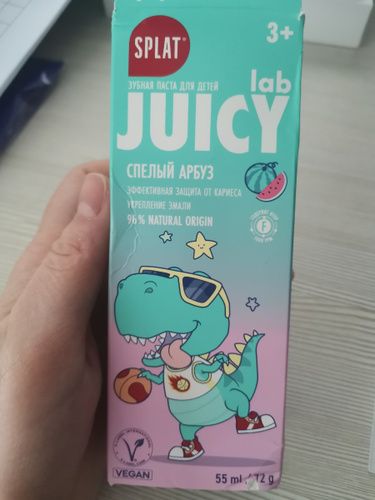 3+
SPLAT®
ЗУБНАЯ ПАСТА ДЛЯ ДЕТЕЙ
lab
JUICY
СПЕЛЫЙ АРБУЗ
ЭФФЕКТИВНАЯ ЗАЩИТА ОТ КАРИЕСА
УКРЕПЛЕНИЕ ЭМАЛИ
96% NATURAL ORIGIN
F
V
VEGAN
55 ml / 72 g